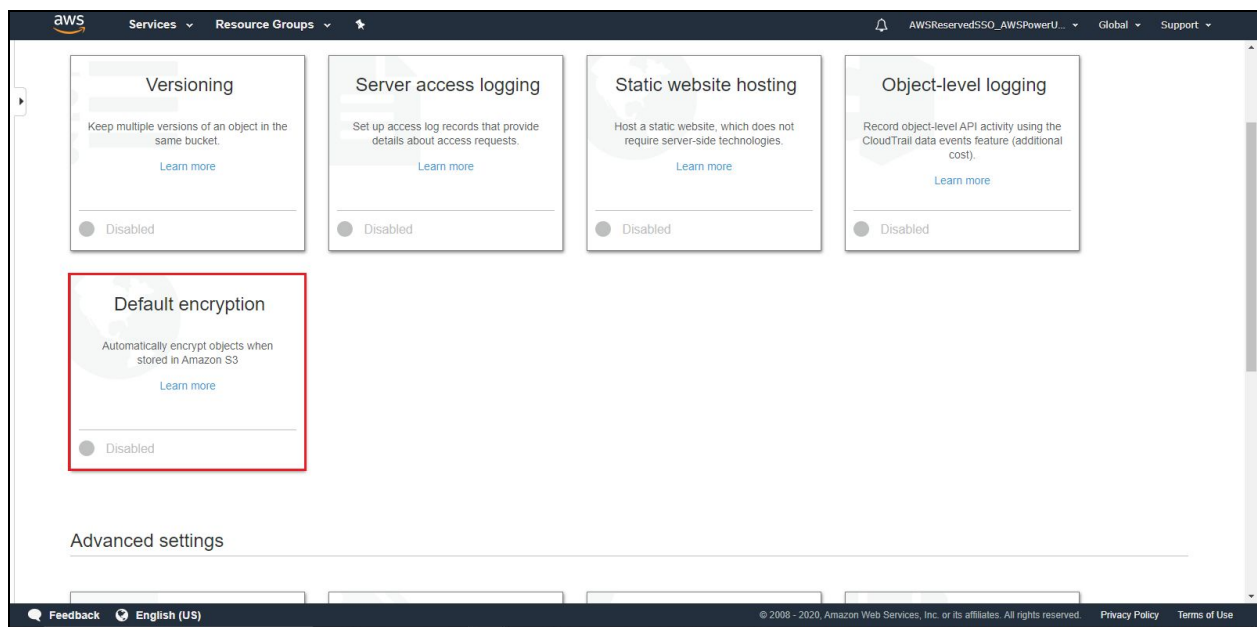 aws Services Resource Groups AWSReservedSSO_AWSPowerU... Global Support
Versioning
Keep multiple versions of an object in the
same bucket.
Learn more
Disabled
Server access logging
Set up access log records that provide
details about access requests.
Learn more
Disabled
Static website hosting
Host a static website, which does not
require server-side technologies.
Learn more
Disabled
Object-level logging
Record object-level API activity using the
CloudTrail data events feature (additional
cost).
Learn more
Disabled
Default encryption
Automatically encrypt objects when
stored in Amazon S3
Learn more
Disabled
Advanced settings
Feedback English (US) © 2008 - 2020, Amazon Web Services, Inc. or its affiliates. All rights reserved. Privacy Policy Terms of Use